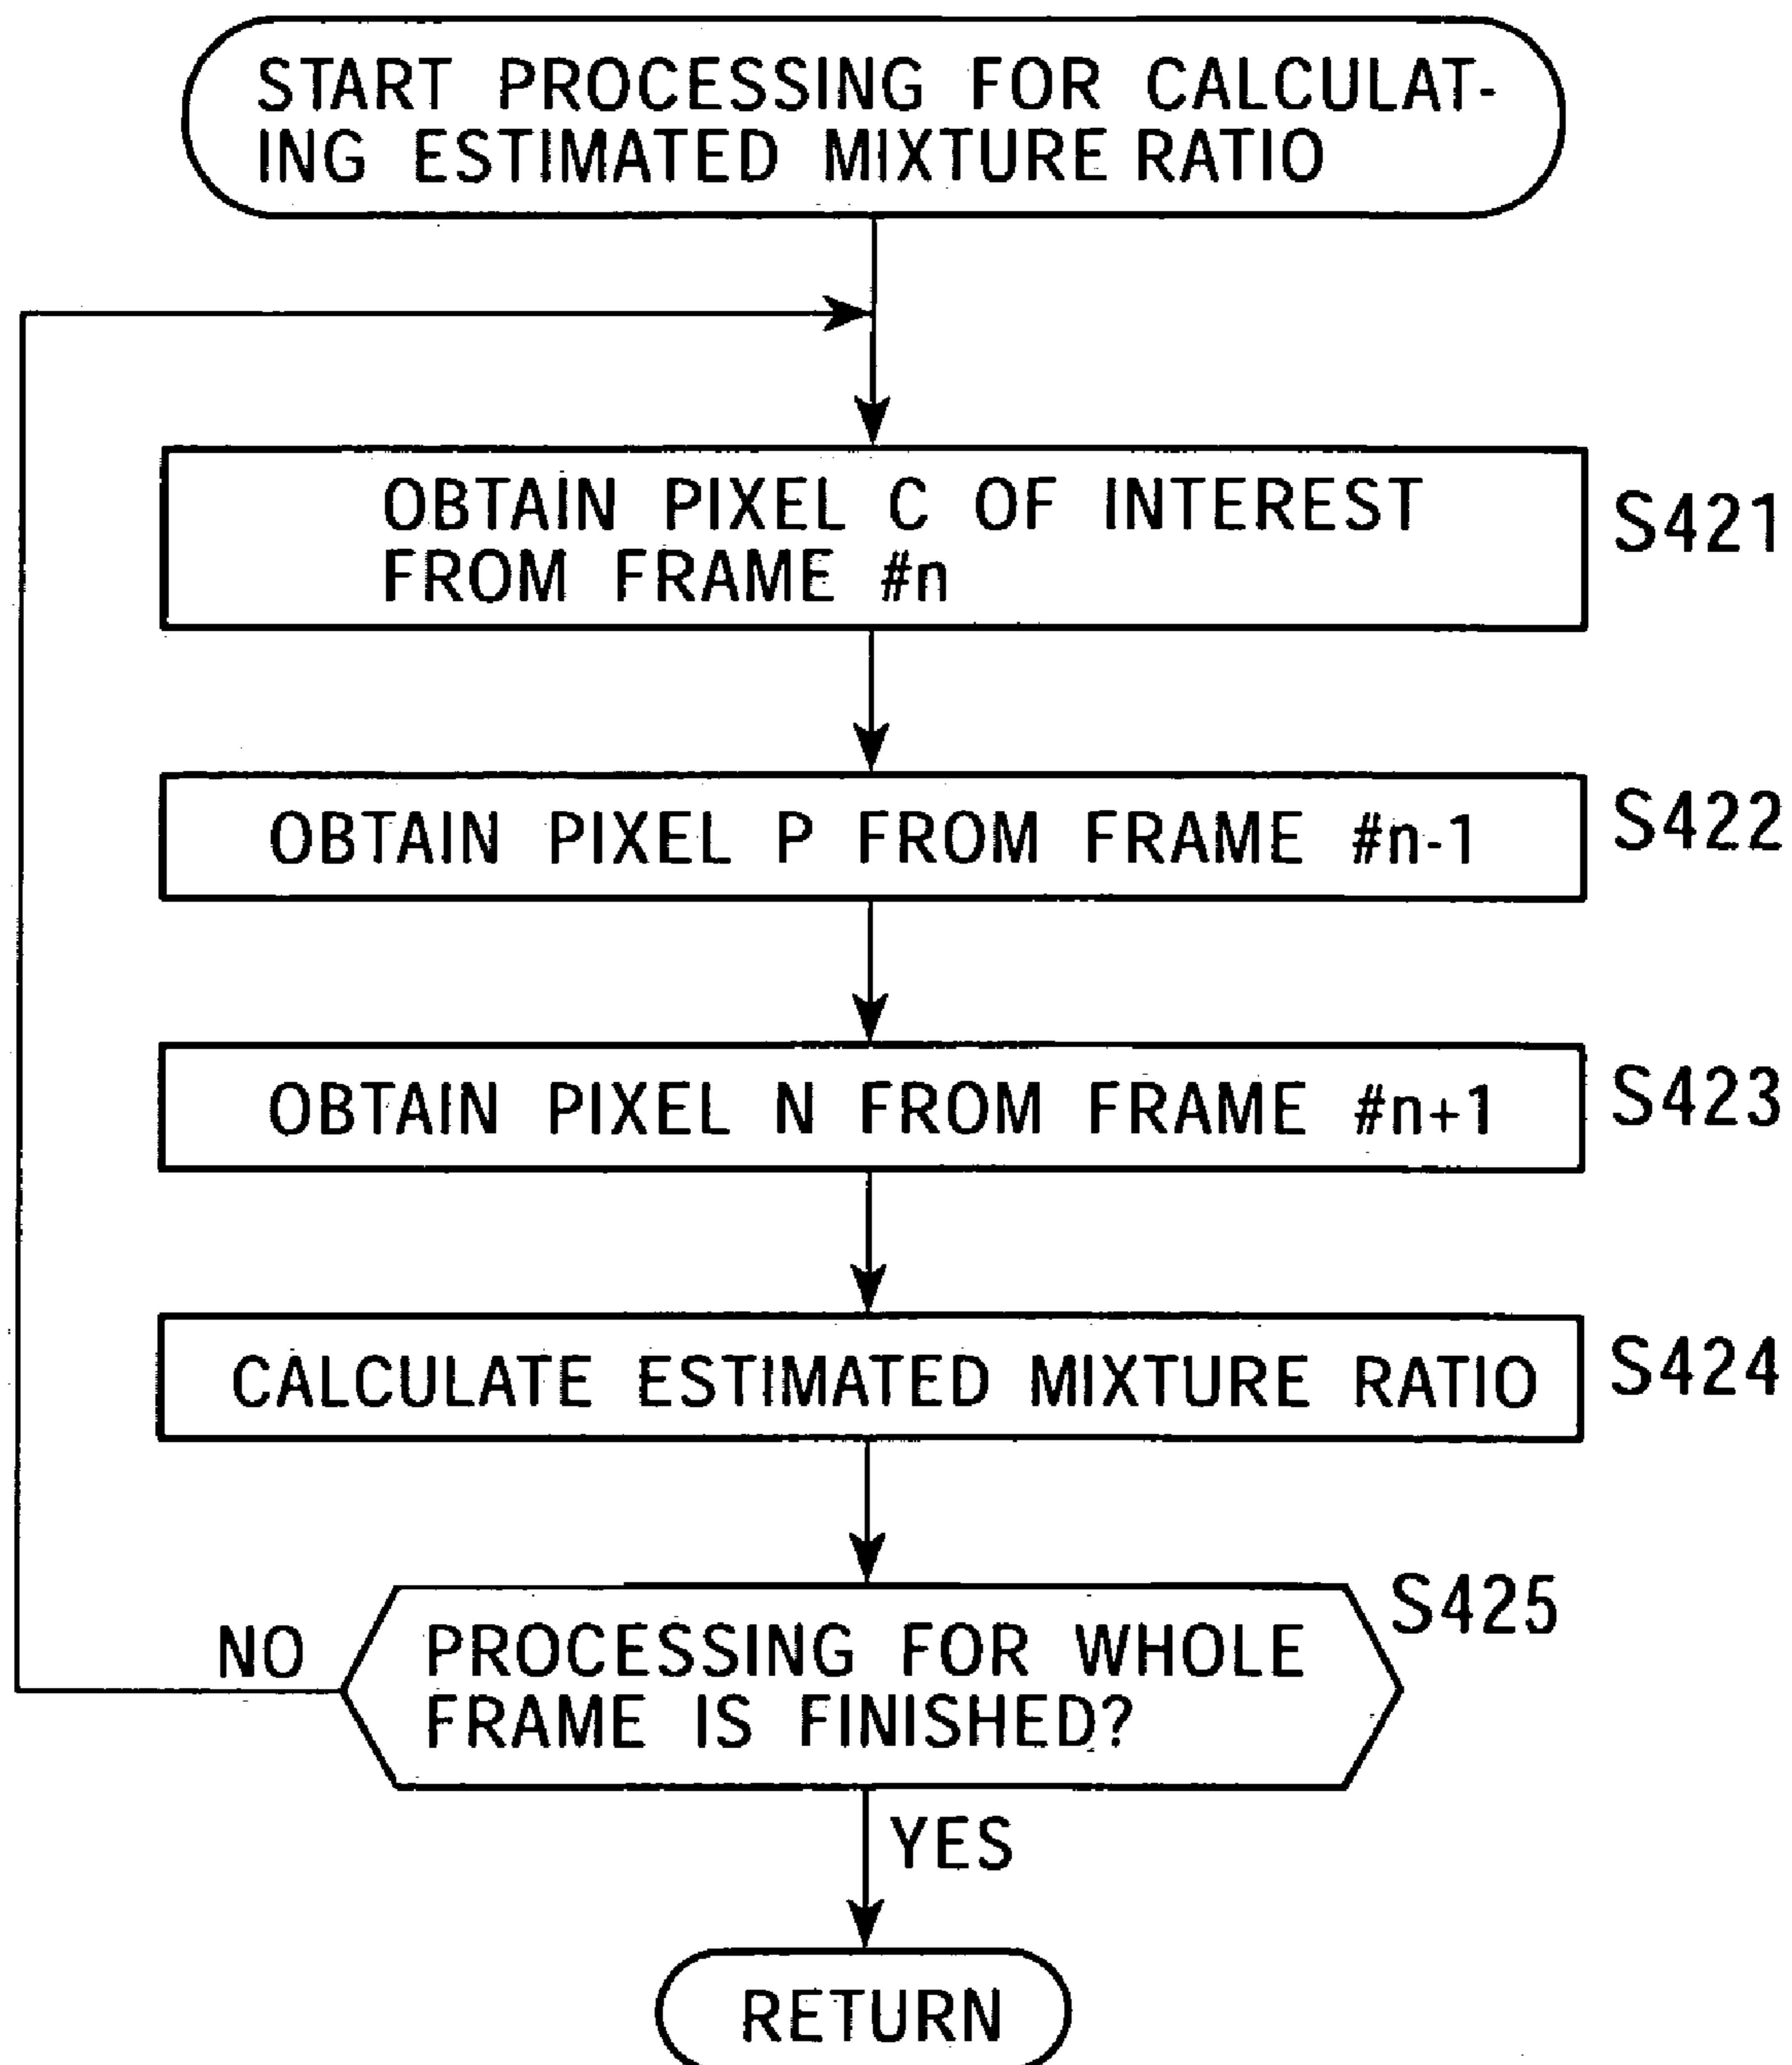 START PROCESSING FOR CALCULAT-
ING ESTIMATED MIXTURE RATIO
OBTAIN PIXEL C OF INTEREST
FROM FRAME #n
S421
OBTAIN PIXEL P FROM FRAME #n-1
S422
OBTAIN PIXEL N FROM FRAME #n+1
S423
CALCULATE ESTIMATED MIXTURE RATIO
S424
S425
NO
PROCESSING FOR WHOLE
FRAME IS FINISHED?
YES
RETURN